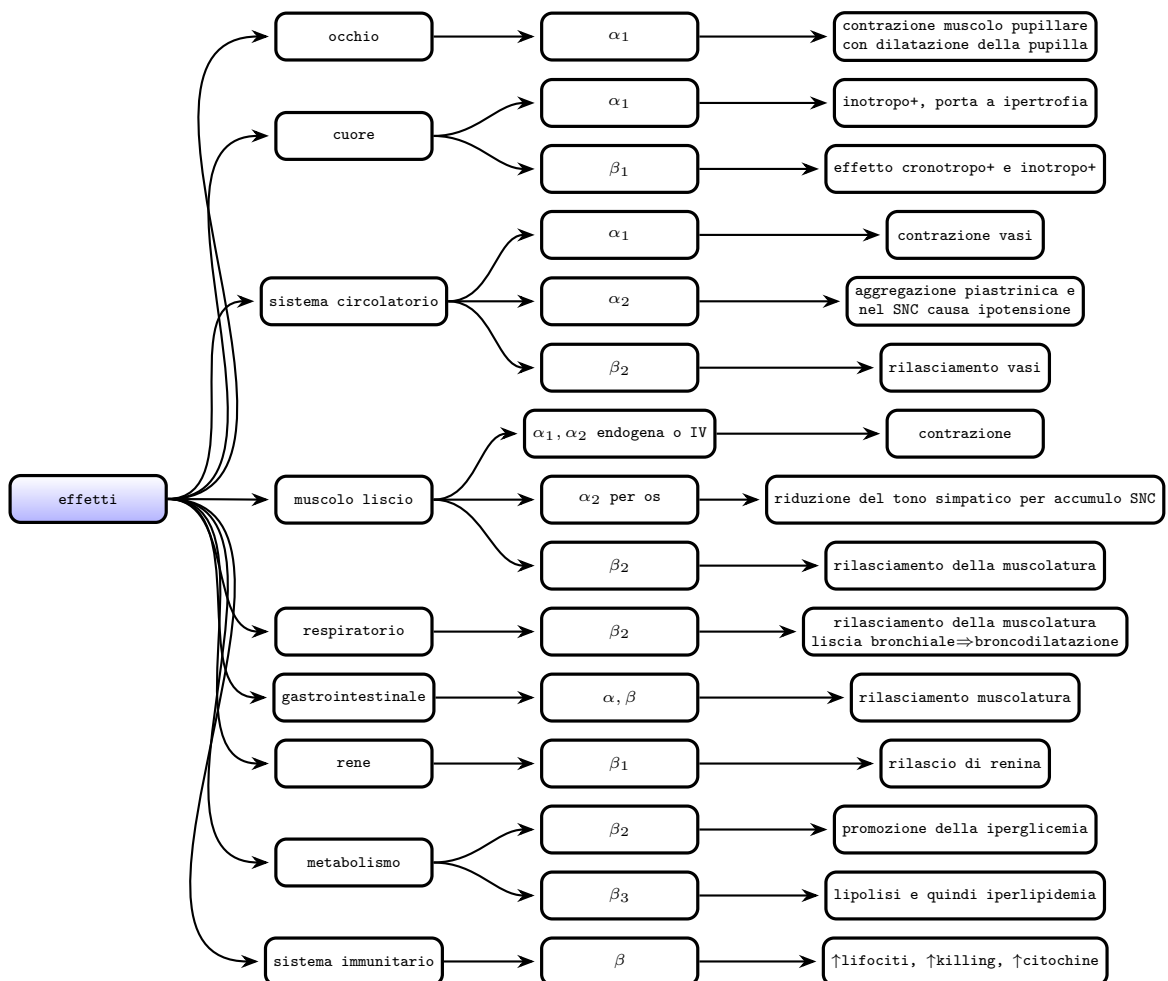 effetti
occhio
α₁
contrazione muscolo pupillare
con dilatazione della pupilla
cuore
α₁
inotropo+, porta a ipertrofia
β₁
effetto cronotropo+ e inotropo+
sistema circolatorio
α₁
contrazione vasi
α₂
aggregazione piastrinica e
nel SNC causa ipotensione
β₂
rilasciamento vasi
muscolo liscio
α₁, α₂ endogena o IV
contrazione
α₂ per os
riduzione del tono simpatico per accumulo SNC
β₂
rilasciamento della muscolatura
respiratorio
β₂
rilasciamento della muscolatura
liscia bronchiale⇒broncodilatazione
gastrointestinale
α, β
rilasciamento muscolatura
rene
β₁
rilascio di renina
metabolismo
β₂
promozione della iperglicemia
β₃
lipolisi e quindi iperlipidemia
sistema immunitario
β
↑lifociti, ↑killing, ↑citochine